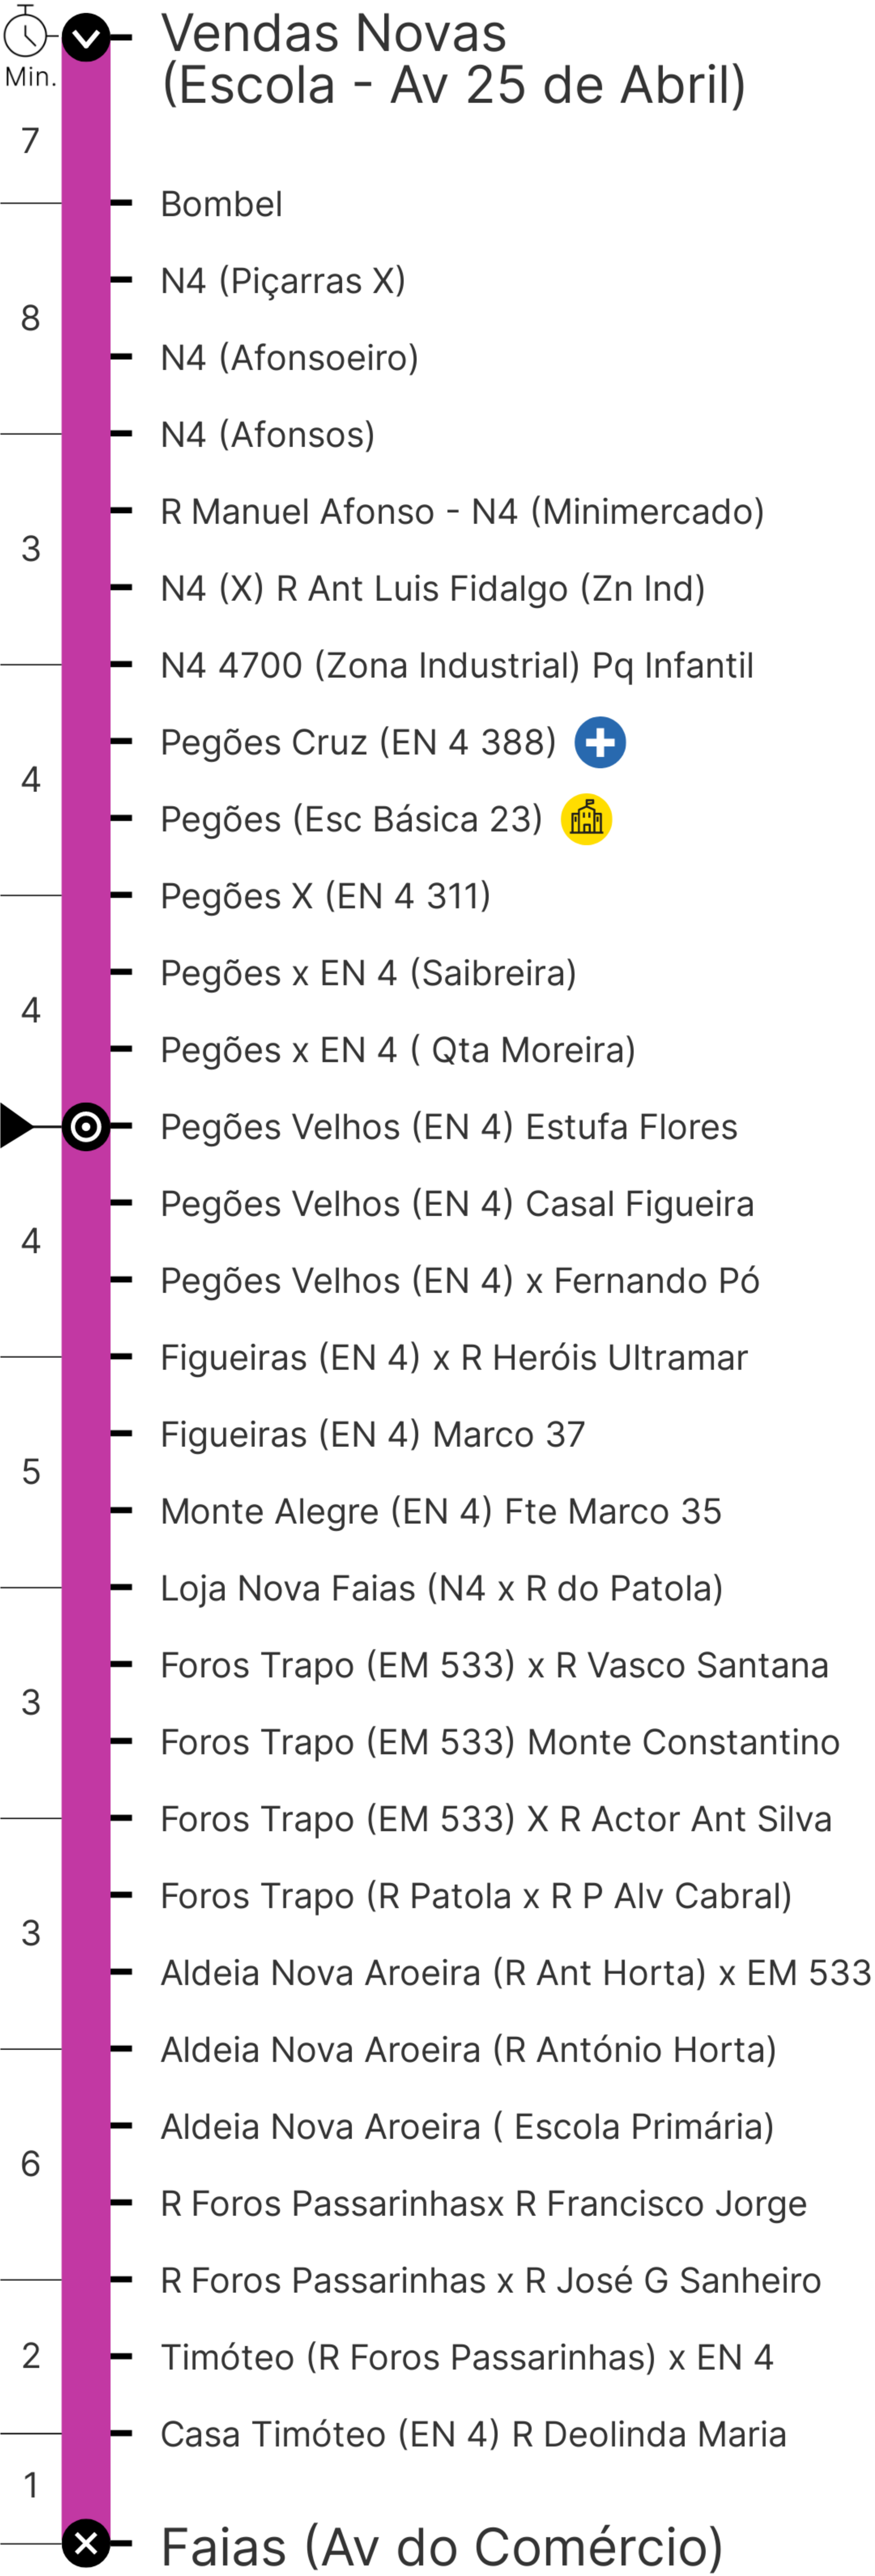 Vendas Novas
(Escola - Av 25 de Abril)
Min.
7
Bombel
N4 (Piçarras X)
8
N4 (Afonsoeiro)
N4 (Afonsos)
R Manuel Afonso - N4 (Minimercado)
3
N4 (X) R Ant Luis Fidalgo (Zn Ind)
N4 4700 (Zona Industrial) Pq Infantil
Pegões Cruz (EN 4 388)
4
Pegões (Esc Básica 23)
Pegões X (EN 4 311)
Pegões x EN 4 (Saibreira)
4
Pegões x EN 4 ( Qta Moreira)
Pegões Velhos (EN 4) Estufa Flores
Pegões Velhos (EN 4) Casal Figueira
4
Pegões Velhos (EN 4) x Fernando Pó
Figueiras (EN 4) x R Heróis Ultramar
Figueiras (EN 4) Marco 37
5
Monte Alegre (EN 4) Fte Marco 35
Loja Nova Faias (N4 x R do Patola)
Foros Trapo (EM 533) x R Vasco Santana
3
Foros Trapo (EM 533) Monte Constantino
Foros Trapo (EM 533) X R Actor Ant Silva
Foros Trapo (R Patola x R P Alv Cabral)
3
Aldeia Nova Aroeira (R Ant Horta) x EM 533
Aldeia Nova Aroeira (R António Horta)
Aldeia Nova Aroeira ( Escola Primária)
6
R Foros Passarinhasx R Francisco Jorge
R Foros Passarinhas x R José G Sanheiro
2
Timóteo (R Foros Passarinhas) x EN 4
Casa Timóteo (EN 4) R Deolinda Maria
1
Faias (Av do Comércio)